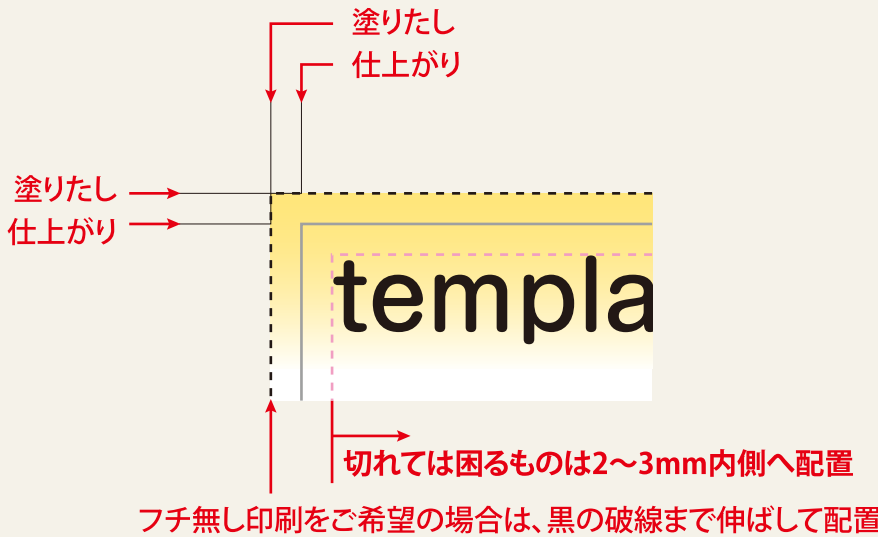 塗りたし
仕上がり
塗りたし
仕上がり
templa
切れては困るものは2〜3mm内側へ配置
フチ無し印刷をご希望の場合は、黒の破線まで伸ばして配置